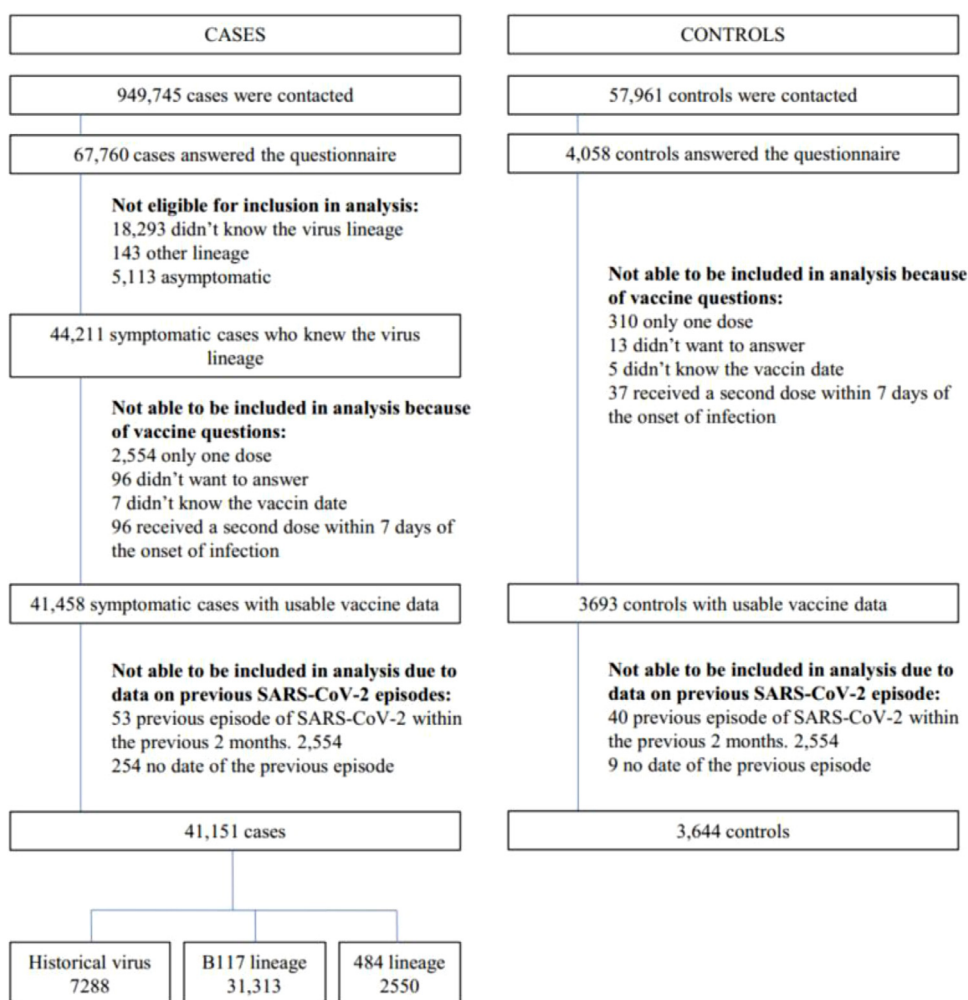 CASES
949,745 cases were contacted
67,760 cases answered the questionnaire
Not eligible for inclusion in analysis:
18,293 didn't know the virus lineage
143 other lineage
5,113 asymptomatic
44,211 symptomatic cases who knew the virus
lineage
Not able to be included in analysis because
of vaccine questions:
2,554 only one dose
96 didn't want to answer
7 didn't know the vaccin date
96 received a second dose within 7 days of
the onset of infection
41,458 symptomatic cases with usable vaccine data
Not able to be included in analysis due to
data on previous SARS-CoV-2 episodes:
53 previous episode of SARS-CoV-2 within
the previous 2 months. 2,554
254 no date of the previous episode
41,151 cases
Historical virus
7288
B117 lineage
31,313
484 lineage
2550
CONTROLS
57,961 controls were contacted
4,058 controls answered the questionnaire
Not able to be included in analysis because
of vaccine questions:
310 only one dose
13 didn't want to answer
5 didn't know the vaccin date
37 received a second dose within 7 days of
the onset of infection
3693 controls with usable vaccine data
Not able to be included in analysis due to
data on previous SARS-CoV-2 episode:
40 previous episode of SARS-CoV-2 within
the previous 2 months. 2,554
9 no date of the previous episode
3,644 controls